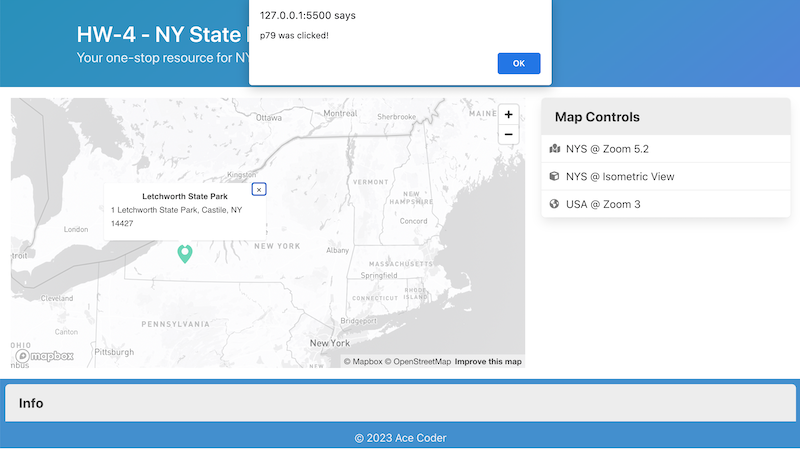 127.0.0.1:5500 says
p79 was clicked!
OK
HW-4 - NY State
Your one-stop resource for NY
Ottawa
Montreal
Sherbrooke
MAINE
Kingston
VERMONT
NEW
HAMPSHIRE
Concord
Letchworth State Park
×
1 Letchworth State Park, Castile, NY
14427
London
NEW YORK
Albany
MASSACHUSETTS
Springfield
CONNECTICUT
RHODE
ISLAND
Cleveland
Bridgeport
Canton
PENNSYLVANIA
New York
Pittsburgh
mapbox
© Mapbox © OpenStreetMap Improve this map
+
−
Map Controls
NYS @ Zoom 5.2
NYS @ Isometric View
USA @ Zoom 3
Info
© 2023 Ace Coder